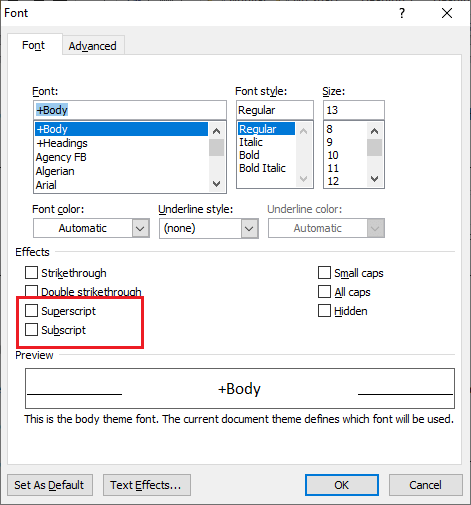 Font
?
Font Advanced
Font: Font style: Size:
+Body Regular 13
+Body Regular 8
+Headings Italic 9
Agency FB Bold 10
Algerian Bold Italic 11
Arial 12
Font color: Underline style: Underline color:
Automatic (none) Automatic
Effects
Strikethrough Small caps
Double strikethrough All caps
Superscript Hidden
Subscript
Preview
+Body
This is the body theme font. The current document theme defines which font will be used.
Set As Default Text Effects... OK Cancel